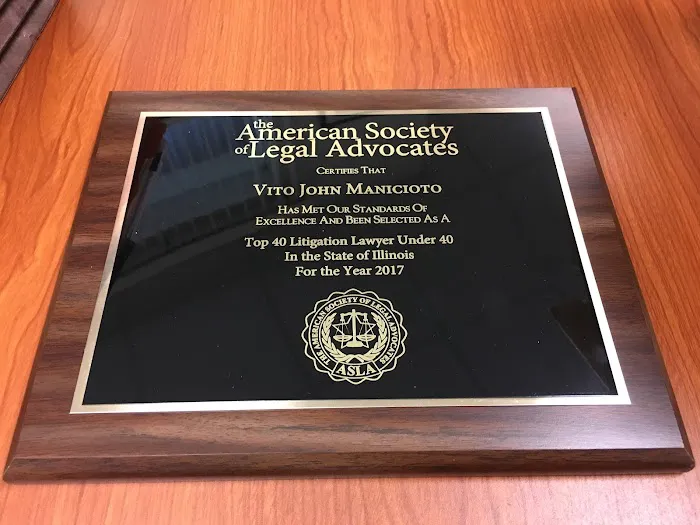 the
American Society
of Legal Advocates
Certifies That
Vito John Manicioto
Has Met Our Standards Of
Excellence And Been Selected As A
Top 40 Litigation Lawyer Under 40
In the State of Illinois
For the Year 2017
THE AMERICAN SOCIETY OF LEGAL ADVOCATES
ASLA